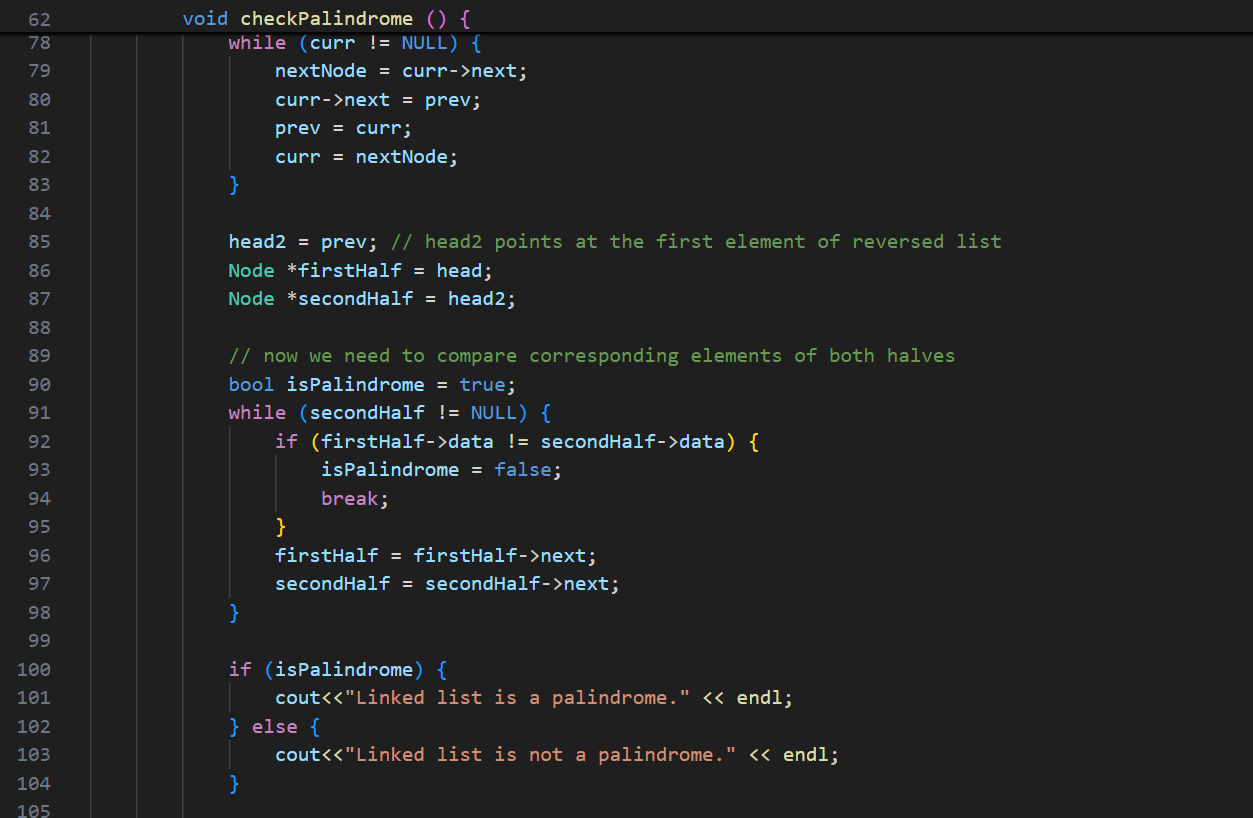 62 void checkPalindrome () {
78 while (curr != NULL) {
79 nextNode = curr->next;
80 curr->next = prev;
81 prev = curr;
82 curr = nextNode;
83 }
84
85 head2 = prev; // head2 points at the first element of reversed list
86 Node *firstHalf = head;
87 Node *secondHalf = head2;
88
89 // now we need to compare corresponding elements of both halves
90 bool isPalindrome = true;
91 while (secondHalf != NULL) {
92 if (firstHalf->data != secondHalf->data) {
93 isPalindrome = false;
94 break;
95 }
96 firstHalf = firstHalf->next;
97 secondHalf = secondHalf->next;
98 }
99
100 if (isPalindrome) {
101 cout<<"Linked list is a palindrome." << endl;
102 } else {
103 cout<<"Linked list is not a palindrome." << endl;
104 }
105